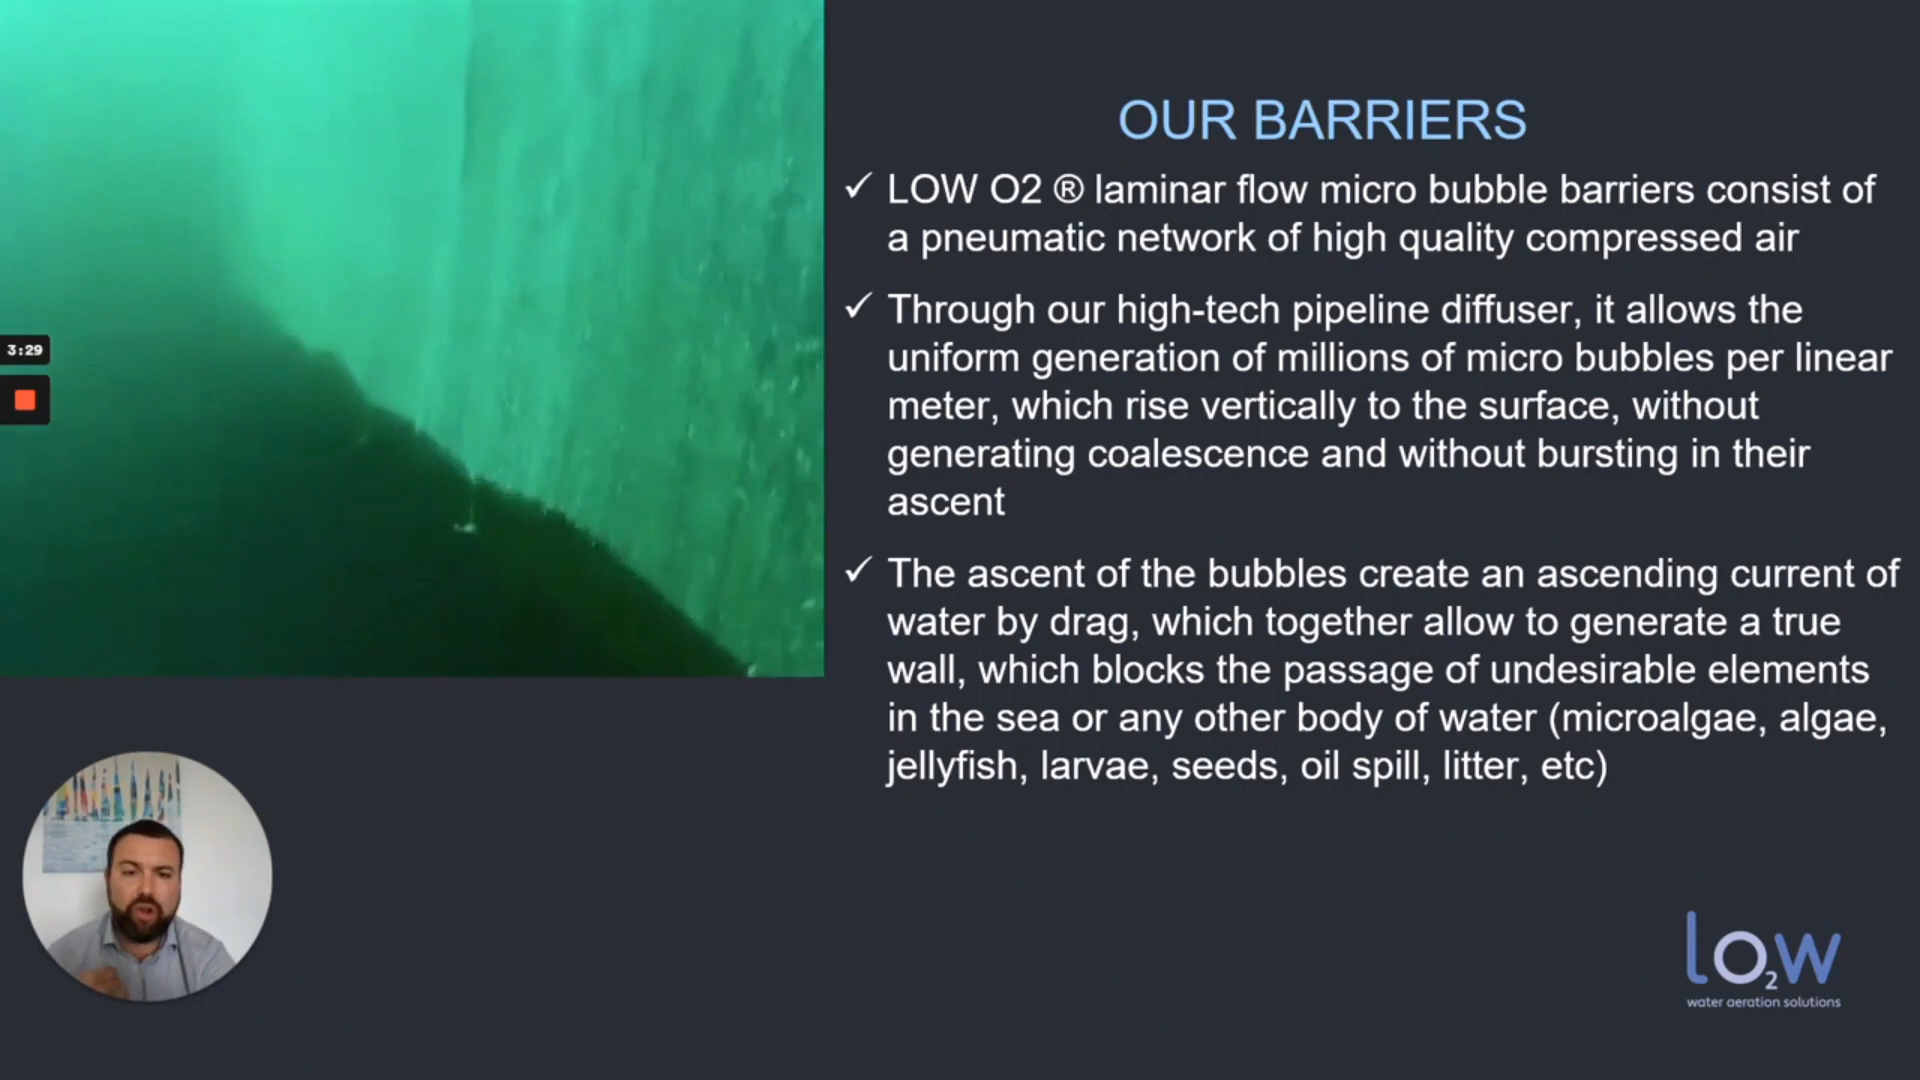 OUR BARRIERS
✓ LOW O2 ® laminar flow micro bubble barriers consist of
a pneumatic network of high quality compressed air
✓ Through our high-tech pipeline diffuser, it allows the
uniform generation of millions of micro bubbles per linear
meter, which rise vertically to the surface, without
generating coalescence and without bursting in their
ascent
✓ The ascent of the bubbles create an ascending current of
water by drag, which together allow to generate a true
wall, which blocks the passage of undesirable elements
in the sea or any other body of water (microalgae, algae,
jellyfish, larvae, seeds, oil spill, litter, etc)
3:29
lo2w
water aeration solutions